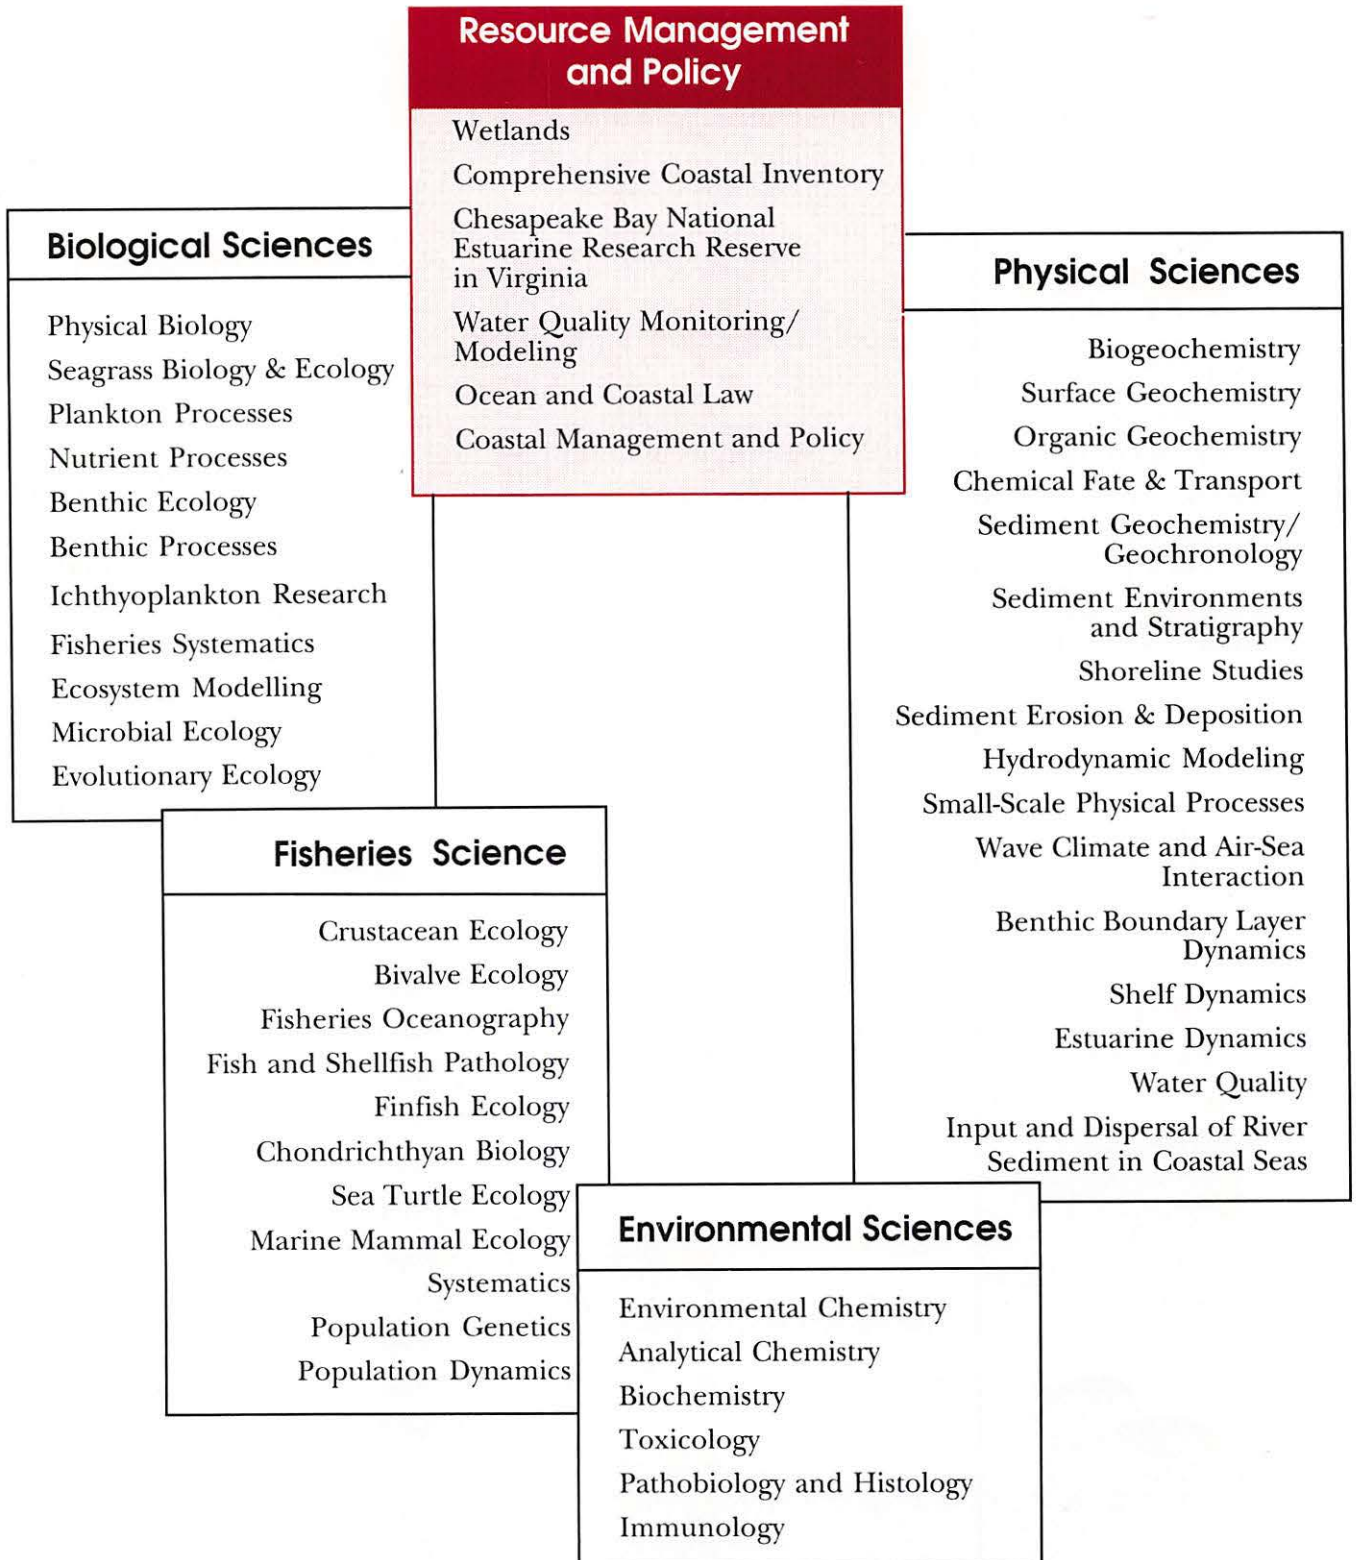 Resource Management
and Policy
Wetlands
Comprehensive Coastal Inventory
Chesapeake Bay National
Estuarine Research Reserve
in Virginia
Water Quality Monitoring/
Modeling
Ocean and Coastal Law
Coastal Management and Policy
Biological Sciences
Physical Biology
Seagrass Biology & Ecology
Plankton Processes
Nutrient Processes
Benthic Ecology
Benthic Processes
Ichthyoplankton Research
Fisheries Systematics
Ecosystem Modelling
Microbial Ecology
Evolutionary Ecology
Physical Sciences
Biogeochemistry
Surface Geochemistry
Organic Geochemistry
Chemical Fate & Transport
Sediment Geochemistry/
Geochronology
Sediment Environments
and Stratigraphy
Shoreline Studies
Sediment Erosion & Deposition
Hydrodynamic Modeling
Small-Scale Physical Processes
Wave Climate and Air-Sea
Interaction
Benthic Boundary Layer
Dynamics
Shelf Dynamics
Estuarine Dynamics
Water Quality
Input and Dispersal of River
Sediment in Coastal Seas
Fisheries Science
Crustacean Ecology
Bivalve Ecology
Fisheries Oceanography
Fish and Shellfish Pathology
Finfish Ecology
Chondrichthyan Biology
Sea Turtle Ecology
Marine Mammal Ecology
Systematics
Population Genetics
Population Dynamics
Environmental Sciences
Environmental Chemistry
Analytical Chemistry
Biochemistry
Toxicology
Pathobiology and Histology
Immunology